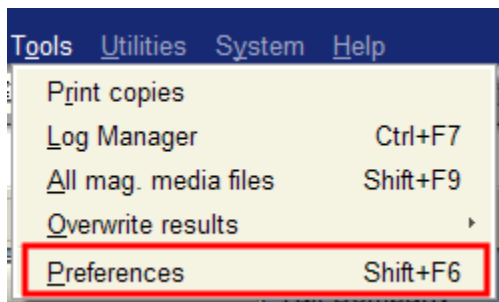 Tools Utilities System Help
Print copies
Log Manager Ctrl+F7
All mag. media files Shift+F9
Overwrite results
Preferences Shift+F6